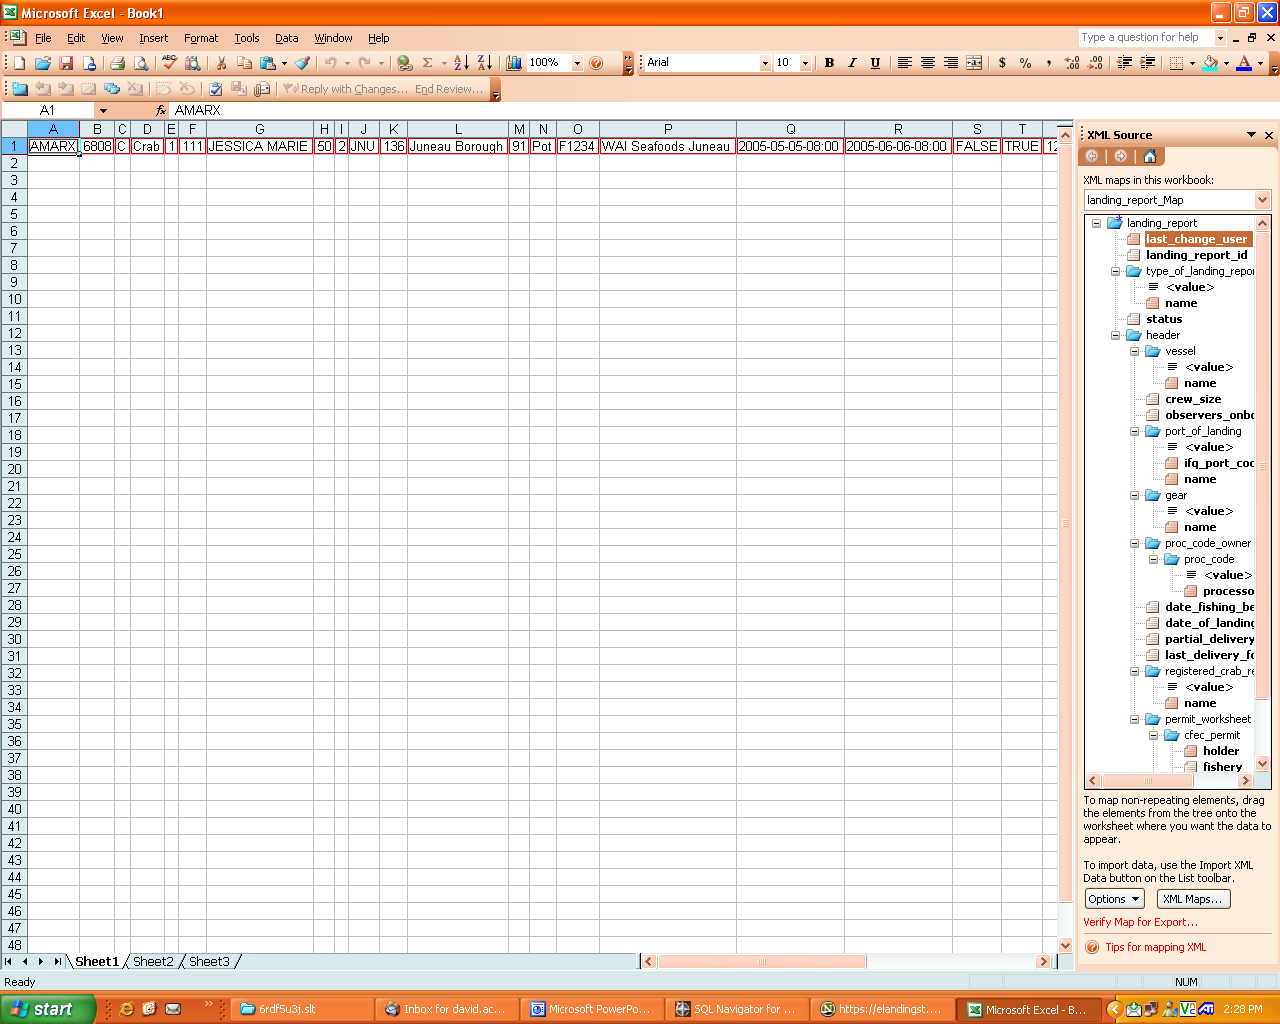 Microsoft Excel - Book1
File Edit View Insert Format Tools Data Window Help
Type a question for help
100%
Arial
10
B I U
$ % ,
Reply with Changes... End Review...
A1
fx AMARX
A B C D E F G H I J K L M N O P Q R S T
1 AMARX 6808 C Crab 1 111 JESSICA MARIE 50 2 JNU 136 Juneau Borough 91 Pot F1234 WAI Seafoods Juneau 2005-05-05-08:00 2005-06-06-08:00 FALSE TRUE 12
2
3
4
5
6
7
8
9
10
11
12
13
14
15
16
17
18
19
20
21
22
23
24
25
26
27
28
29
30
31
32
33
34
35
36
37
38
39
40
41
42
43
44
45
46
47
48
XML Source
XML maps in this workbook:
landing_report_Map
landing_report
last_change_user
landing_report_id
type_of_landing_repor
<value>
name
status
header
vessel
<value>
name
crew_size
observers_onbo
port_of_landing
<value>
ifq_port_coc
name
gear
<value>
name
proc_code_owner
proc_code
<value>
processo
date_fishing_be
date_of_landing
partial_delivery
last_delivery_fo
registered_crab_re
<value>
name
permit_worksheet
cfec_permit
holder
fishery
To map non-repeating elements, drag
the elements from the tree onto the
worksheet where you want the data to
appear.
To import data, use the Import XML
Data button on the List toolbar.
Options
XML Maps...
Verify Map for Export...
Tips for mapping XML
Sheet1 Sheet2 Sheet3
Ready
NUM
start
6rdf5u3j.slt
Inbox for david.ac...
Microsoft PowerPo...
SQL Navigator for ...
https://elandingst....
Microsoft Excel - B...
2:28 PM